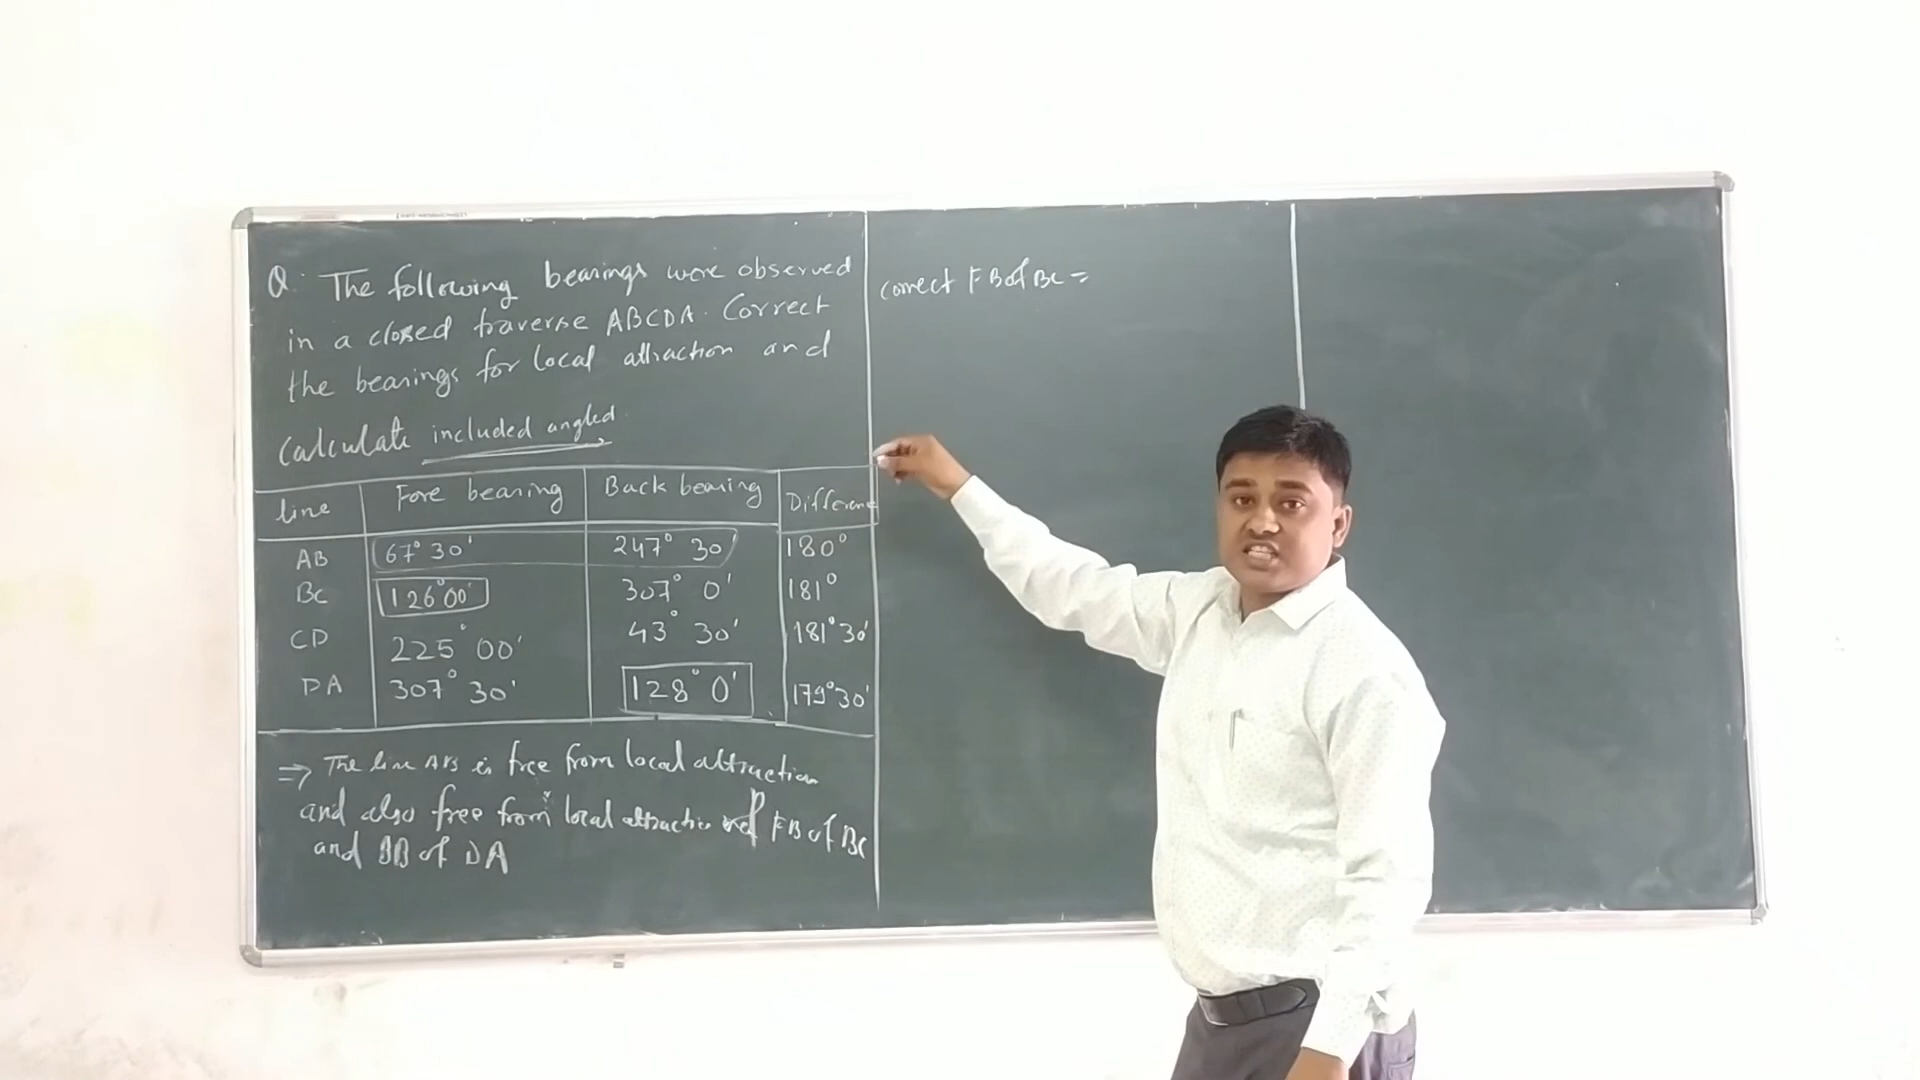 Q. The following bearings were observed
in a closed traverse ABCDA. Correct
the bearings for local attraction and
Calculate included angled
line Fore bearing Back bearing Difference
AB 67° 30' 247° 30' 180°
BC 126°00' 307° 0' 181°
CD 225° 00' 43° 30' 181°30'
DA 307° 30' 128° 0' 179°30'
⇒ The line AB is free from local attraction
and also free from local attraction of FB of BC
and BB of DA
correct FB of BC =